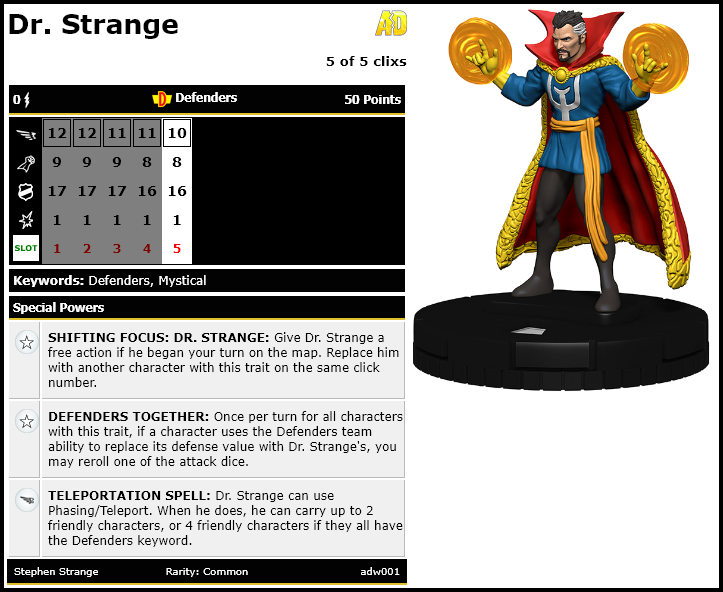 Dr. Strange
AD
5 of 5 clixs
0 D Defenders 50 Points
12 12 11 11 10
9 9 9 8 8
17 17 17 16 16
1 1 1 1 1
SLOT 1 2 3 4 5
Keywords: Defenders, Mystical
Special Powers
SHIFTING FOCUS: DR. STRANGE: Give Dr. Strange a
free action if he began your turn on the map. Replace him
with another character with this trait on the same click
number.
DEFENDERS TOGETHER: Once per turn for all characters
with this trait, if a character uses the Defenders team
ability to replace its defense value with Dr. Strange's, you
may reroll one of the attack dice.
TELEPORTATION SPELL: Dr. Strange can use
Phasing/Teleport. When he does, he can carry up to 2
friendly characters, or 4 friendly characters if they all have
the Defenders keyword.
Stephen Strange Rarity: Common adw001